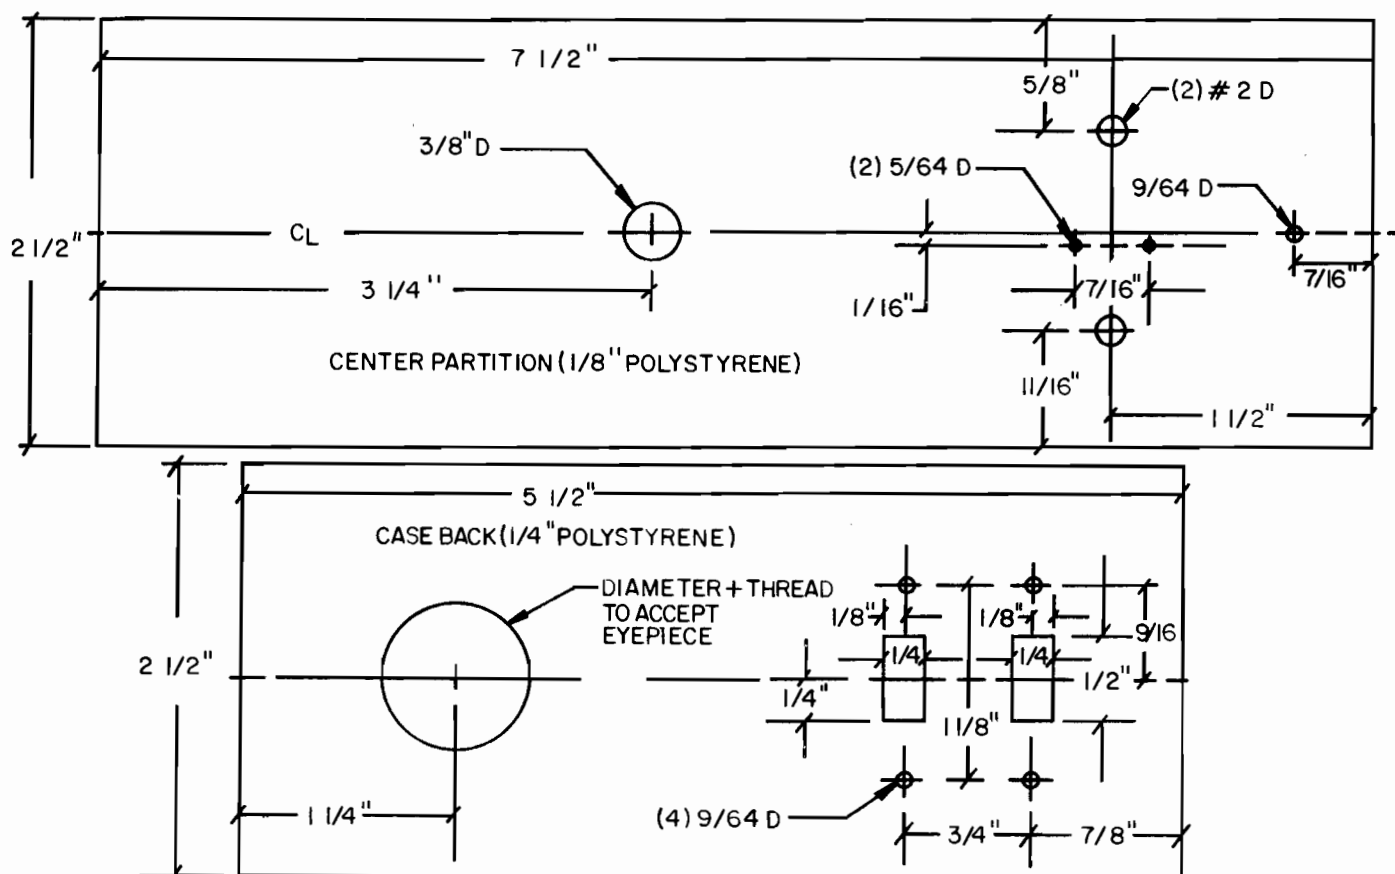 7 1/2"
5/8"
(2) # 2 D
3/8" D
(2) 5/64 D
9/64 D
2 1/2"
CL
3 1/4"
1/16"
7/16"
7/16"
CENTER PARTITION (1/8" POLYSTYRENE)
11/16"
1 1/2"
5 1/2"
CASE BACK (1/4" POLYSTYRENE)
DIAMETER + THREAD
TO ACCEPT
EYEPIECE
1/8"
1/8"
9/16
2 1/2"
1/4
1/4
1/4"
1/2"
1 1/8"
1 1/4"
(4) 9/64 D
3/4"
7/8"